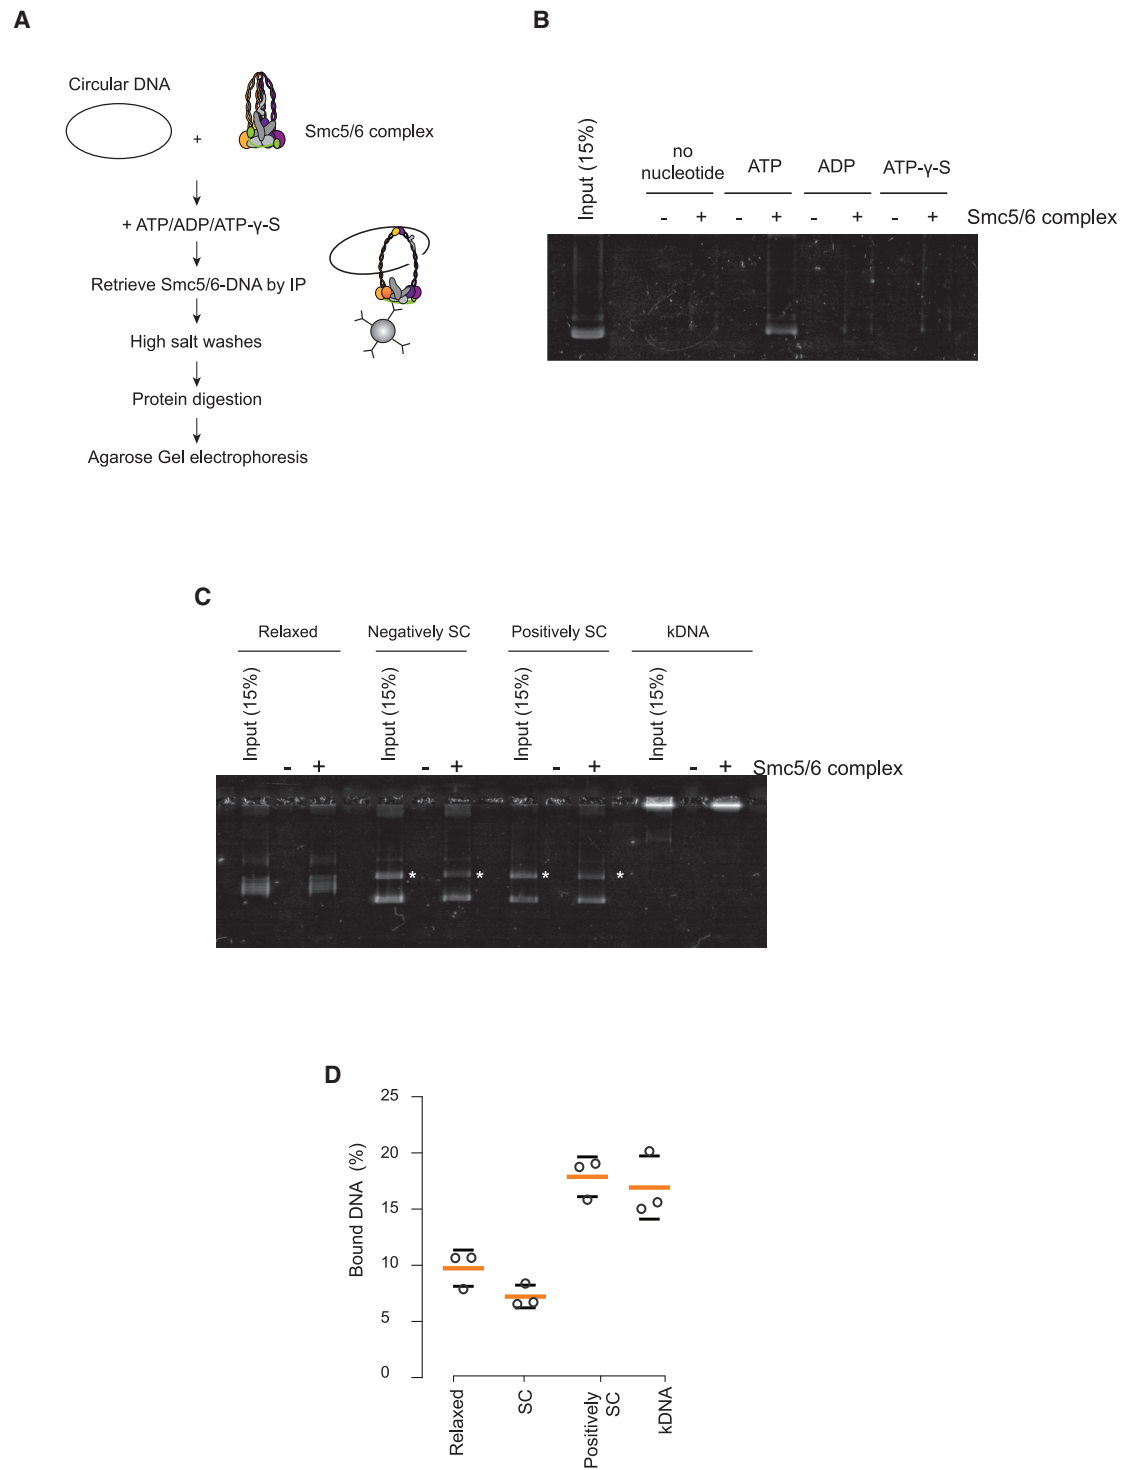 A
Circular DNA
+
Smc5/6 complex
+ ATP/ADP/ATP-γ-S
Retrieve Smc5/6-DNA by IP
High salt washes
Protein digestion
Agarose Gel electrophoresis
B
Input (15%)
no nucleotide
ATP
ADP
ATP-γ-S
- + - + - + - + Smc5/6 complex
C
Relaxed
Negatively SC
Positively SC
kDNA
Input (15%)
Input (15%)
Input (15%)
Input (15%)
- + - + - + - + Smc5/6 complex
* * * *
D
Bound DNA (%)
25
20
15
10
5
0
Relaxed
SC
Positively SC
kDNA